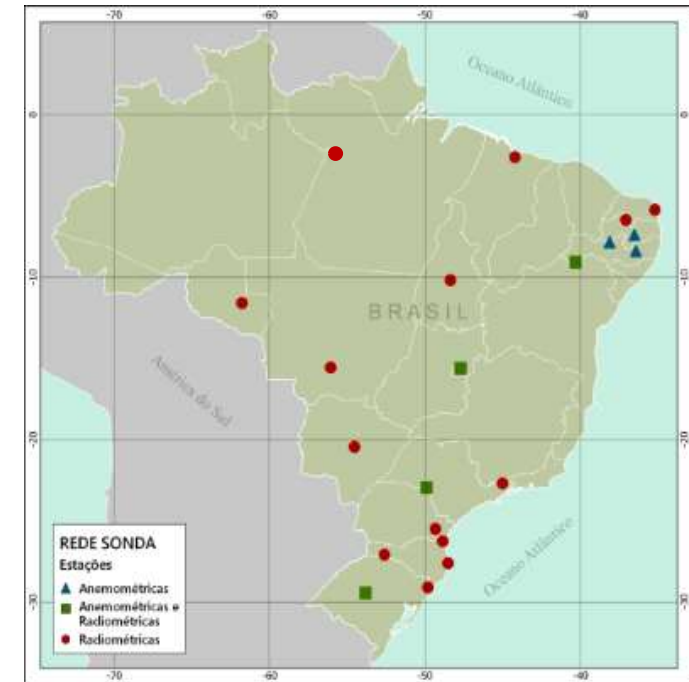 -70 -60 -50 -40
Oceano Atlântico
0 0
-10 -10
BRASIL
América do Sul
-20 -20
Oceano Atlântico
REDE SONDA
Estações
Anemométricas
Anemométricas e
Radiométricas
Radiométricas
-30 -30
-70 -60 -50 -40